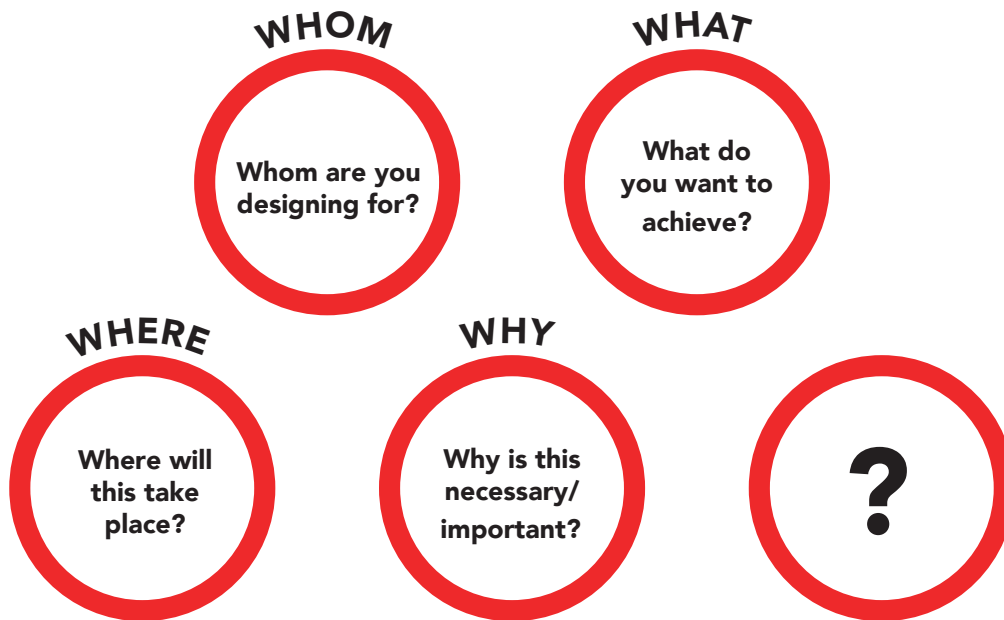 WHOM
Whom are you
designing for?
WHAT
What do
you want to
achieve?
WHERE
Where will
this take
place?
WHY
Why is this
necessary/
important?
?